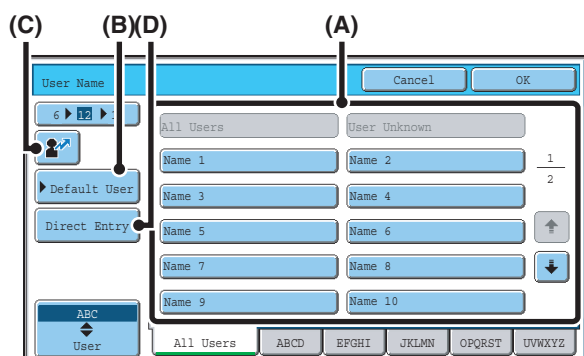 (C) (B)(D) (A)
User Name Cancel OK
6 12
All Users User Unknown
Name 1 Name 2 1
2
Default User
Name 3 Name 4
Direct Entry Name 5 Name 6
Name 7 Name 8
Name 9 Name 10
ABC
User
All Users ABCD EFGHI JKLMN OPQRST UVWXYZ